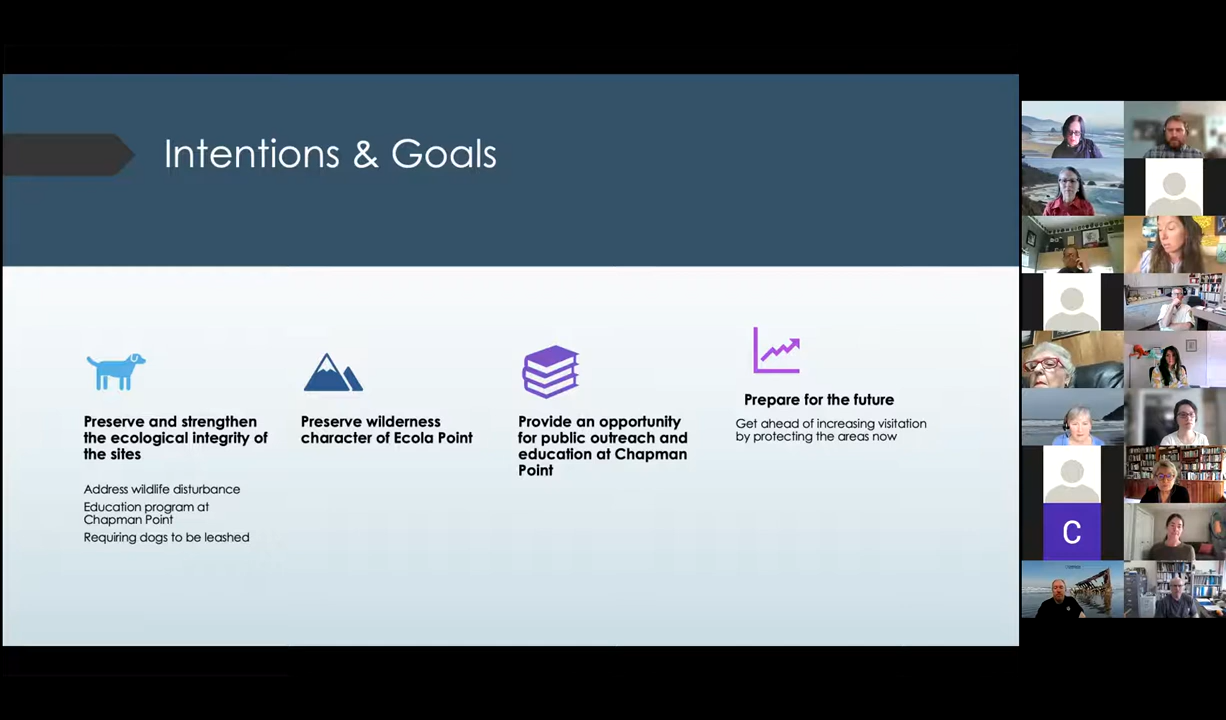 Intentions & Goals
Preserve and strengthen
the ecological integrity of
the sites
Address wildlife disturbance
Education program at
Chapman Point
Requiring dogs to be leashed
Preserve wilderness
character of Ecola Point
Provide an opportunity
for public outreach and
education at Chapman
Point
Prepare for the future
Get ahead of increasing visitation
by protecting the areas now
C